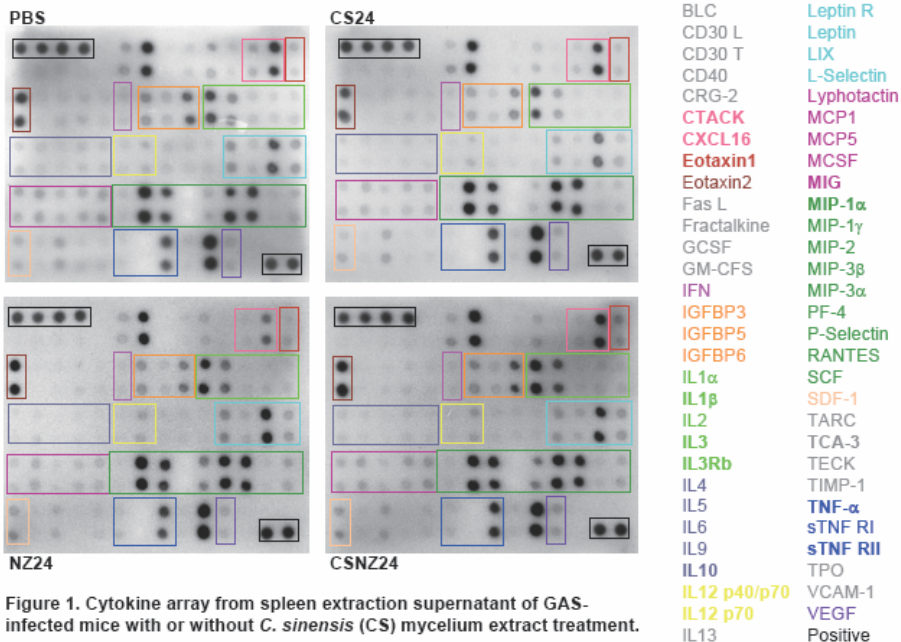 PBS
CS24
NZ24
CSNZ24
Figure 1. Cytokine array from spleen extraction supernatant of GAS-
infected mice with or without C. sinensis (CS) mycelium extract treatment.
BLC
CD30 L
CD30 T
CD40
CRG-2
CTACK
CXCL16
Eotaxin1
Eotaxin2
Fas L
Fractalkine
GCSF
GM-CFS
IFN
IGFBP3
IGFBP5
IGFBP6
IL1α
IL1β
IL2
IL3
IL3Rb
IL4
IL5
IL6
IL9
IL10
IL12 p40/p70
IL12 p70
IL13
Leptin R
Leptin
LIX
L-Selectin
Lyphotactin
MCP1
MCP5
MCSF
MIG
MIP-1α
MIP-1γ
MIP-2
MIP-3β
MIP-3α
PF-4
P-Selectin
RANTES
SCF
SDF-1
TARC
TCA-3
TECK
TIMP-1
TNF-α
sTNF RI
sTNF RII
TPO
VCAM-1
VEGF
Positive